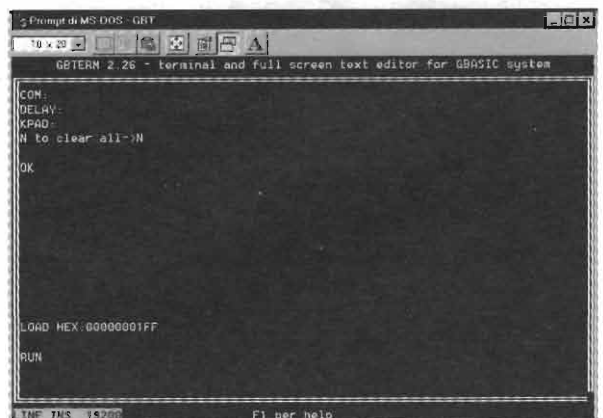 Prompt di MS-DOS - GBT
10 x 20
A
GBTERM 2.26 - terminal and full screen text editor for GBASIC system
COM:
DELAY:
KPAD:
N to clear all->N
OK
LOAD HEX:00000001FF
RUN
INS 19200 F1 per help